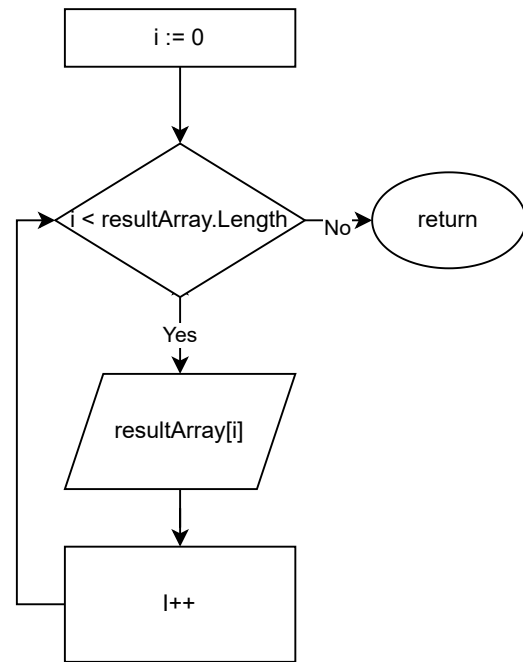 i := 0
i < resultArray.Length
No
return
Yes
resultArray[i]
I++